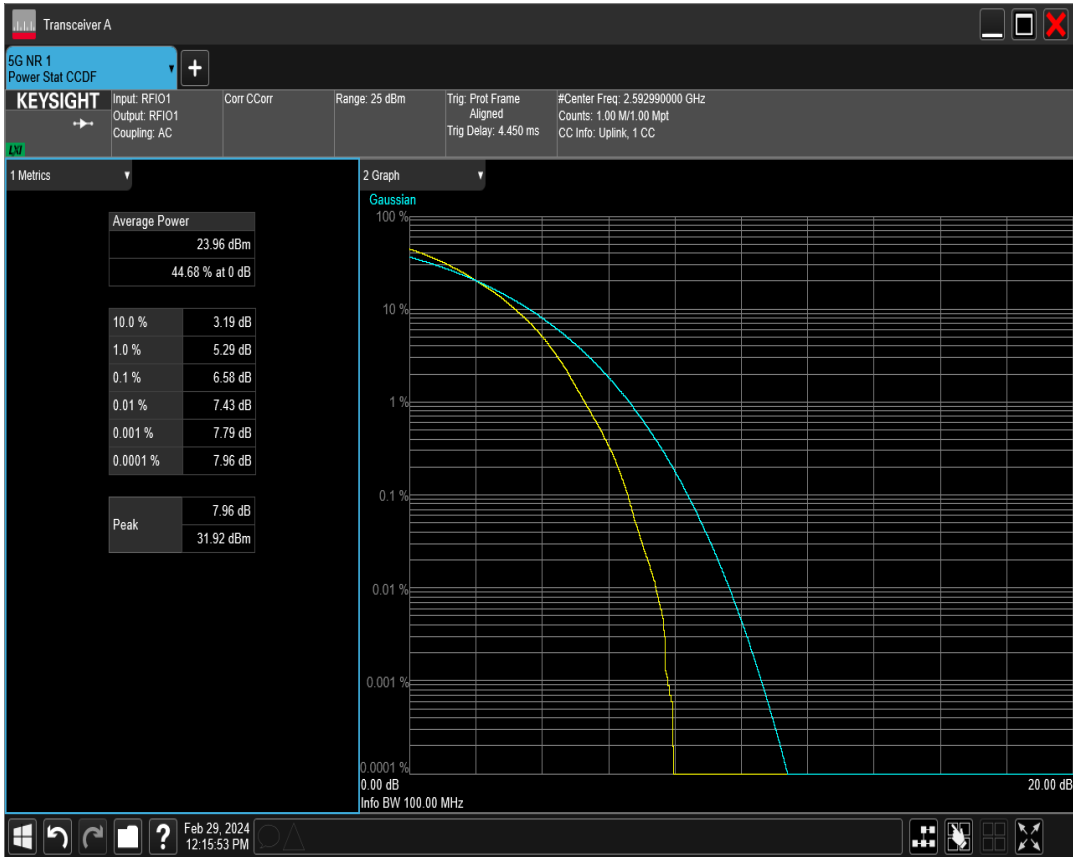 Transceiver A
5G NR 1
Power Stat CCDF
KEYSIGHT
LXI
Input: RFIO1
Output: RFIO1
Coupling: AC
Corr CCorr
Range: 25 dBm
Trig: Prot Frame
Aligned
Trig Delay: 4.450 ms
#Center Freq: 2.592990000 GHz
Counts: 1.00 M/1.00 Mpt
CC Info: Uplink, 1 CC
1 Metrics
Average Power
23.96 dBm
44.68 % at 0 dB
10.0 % 3.19 dB
1.0 % 5.29 dB
0.1 % 6.58 dB
0.01 % 7.43 dB
0.001 % 7.79 dB
0.0001 % 7.96 dB
Peak 7.96 dB
31.92 dBm
2 Graph
Gaussian
100 %
10 %
1 %
0.1 %
0.01 %
0.001 %
0.0001 %
0.00 dB 20.00 dB
Info BW 100.00 MHz
? Feb 29, 2024
12:15:53 PM